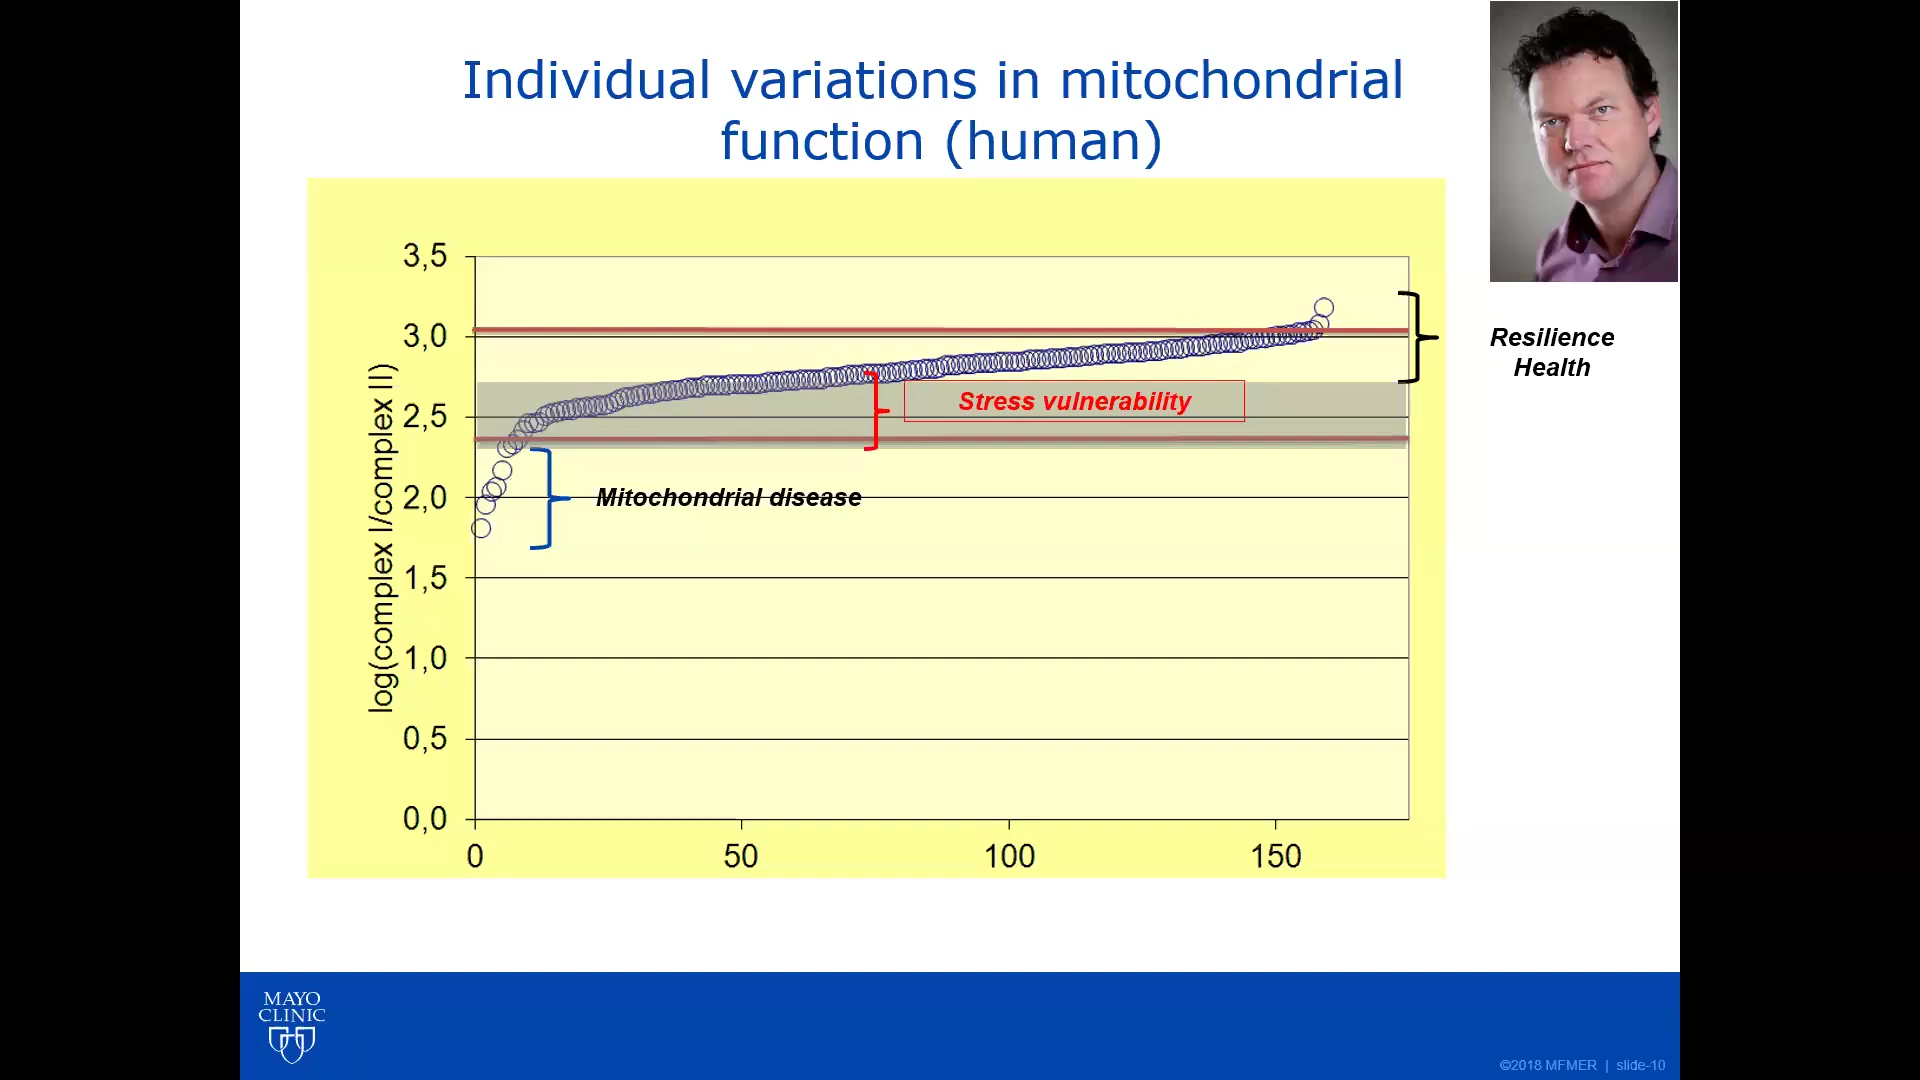 Individual variations in mitochondrial
function (human)
3,5
3,0
2,5
2,0
1,5
1,0
0,5
0,0
log(complex I/complex II)
0 50 100 150
Resilience
Health
Stress vulnerability
Mitochondrial disease
MAYO
CLINIC
©2018 MFMER | slide-10